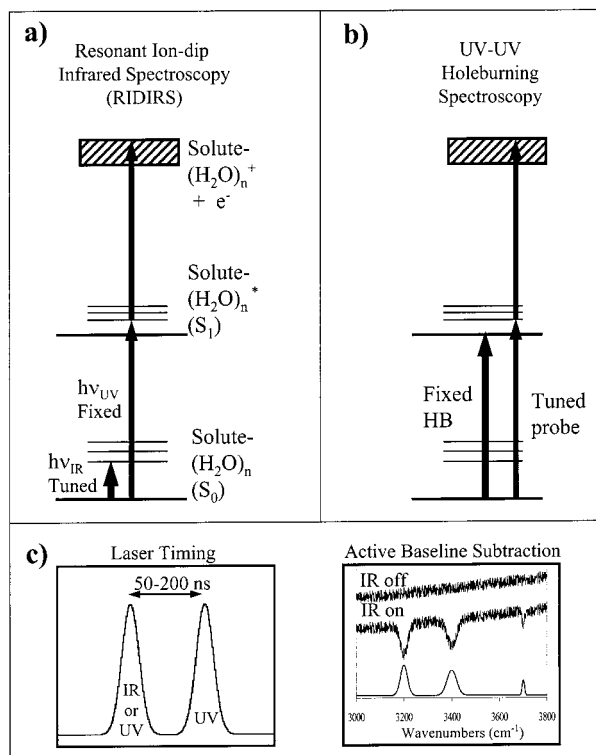 a)
Resonant Ion-dip
Infrared Spectroscopy
(RIDIRS)
Solute-
(H₂O)ₙ⁺
+ e⁻
Solute-
(H₂O)ₙ*
(S₁)
hνUV
Fixed
Solute-
(H₂O)ₙ
(S₀)
hνIR
Tuned
b)
UV-UV
Holeburning
Spectroscopy
Fixed
HB
Tuned
probe
c)
Laser Timing
50-200 ns
IR
or
UV
UV
Active Baseline Subtraction
IR off
IR on
3000 3200 3400 3600 3800
Wavenumbers (cm⁻¹)